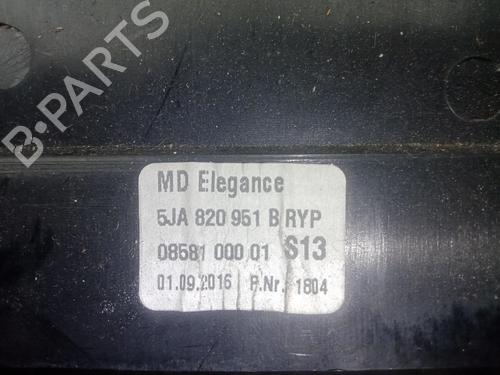 B-PARTS
MD Elegance
5JA 820 951 B RYP
08581 000 01 S13
01.09.2016 P.Nr. 1804